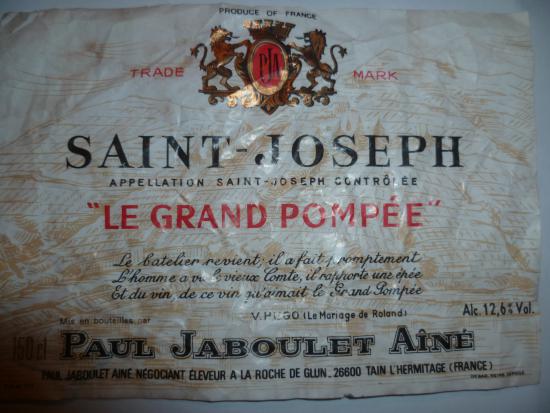 PRODUCE OF FRANCE
PJA
TRADE MARK
SAINT-JOSEPH
APPELLATION SAINT-JOSEPH CONTRÔLÉE
"LE GRAND POMPÉE"
Le batelier revient; il a fait promptement
L'homme a vu le vieux Comte, il rapporte une épée
Et du vin, de ce vin qu'aimait le Grand Pompée
V. HUGO (Le Mariage de Roland)
Alc. 12,6% Vol.
Mis en bouteilles par
150 cl PAUL JABOULET AÎNÉ
PAUL JABOULET AINÉ NÉGOCIANT ÉLEVEUR A LA ROCHE DE GLUN. 26600 TAIN L'HERMITAGE (FRANCE)